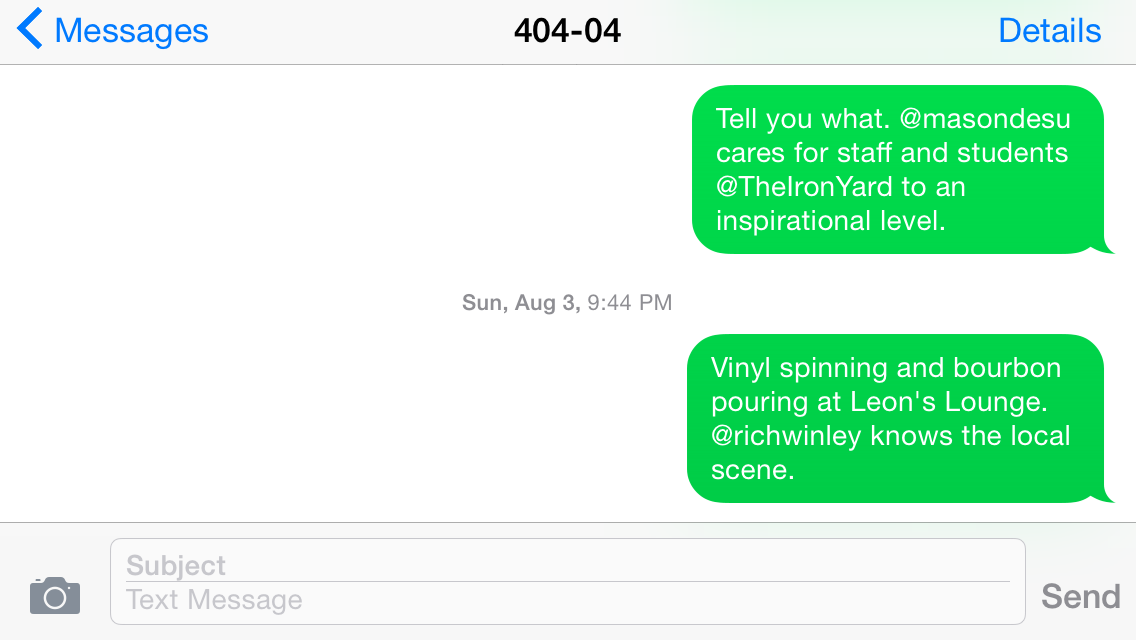 Messages 404-04 Details
Tell you what. @masondesu
cares for staff and students
@TheIronYard to an
inspirational level.
Sun, Aug 3, 9:44 PM
Vinyl spinning and bourbon
pouring at Leon's Lounge.
@richwinley knows the local
scene.
Subject
Text Message
Send